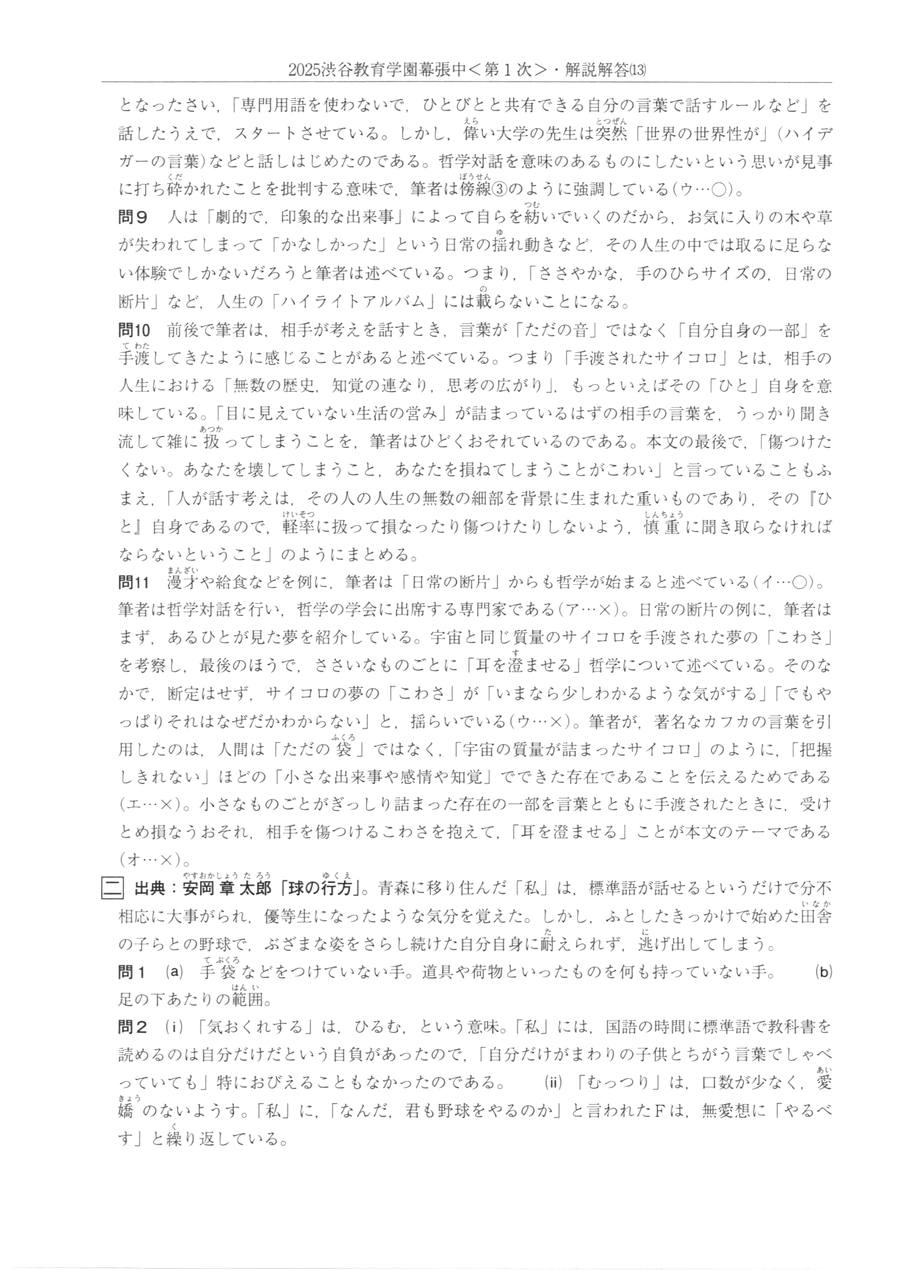 2025渋谷教育学園幕張中＜第１次＞・解説解答⒀
となったさい，「専門用語を使わないで，ひとびとと共有できる自分の言葉で話すルールなど」を
話したうえで，スタートさせている。しかし，偉い大学の先生は突然「世界の世界性が」(ハイデ
ガーの言葉)などと話しはじめたのである。哲学対話を意味のあるものにしたいという思いが見事
に打ち砕かれたことを批判する意味で，筆者は傍線③のように強調している(ウ…○)。
問９　人は「劇的で，印象的な出来事」によって自らを紡いでいくのだから，お気に入りの木や草
が失われてしまって「かなしかった」という日常の揺れ動きなど，その人生の中では取るに足らな
い体験でしかないだろうと筆者は述べている。つまり，「ささやかな，手のひらサイズの，日常の
断片」など，人生の「ハイライトアルバム」には載らないことになる。
問10　前後で筆者は，相手が考えを話すとき，言葉が「ただの音」ではなく「自分自身の一部」を
手渡してきたように感じることがあると述べている。つまり「手渡されたサイコロ」とは，相手の
人生における「無数の歴史，知覚の連なり，思考の広がり」，もっといえばその「ひと」自身を意
味している。「目に見えていない生活の営み」が詰まっているはずの相手の言葉を，うっかり聞き
流して雑に扱ってしまうことを，筆者はひどくおそれているのである。本文の最後で，「傷つけた
くない。あなたを壊してしまうこと，あなたを損ねてしまうことがこわい」と言っていることもふ
まえ，「人が話す考えは，その人の人生の無数の細部を背景に生まれた重いものであり，その『ひ
と』自身であるので，軽率に扱って損なったり傷つけたりしないよう，慎重に聞き取らなければ
ならないということ」のようにまとめる。
問11　漫才や給食などを例に，筆者は「日常の断片」からも哲学が始まると述べている(イ…○)。
筆者は哲学対話を行い，哲学の学会に出席する専門家である(ア…×)。日常の断片の例に，筆者は
まず，あるひとが見た夢を紹介している。宇宙と同じ質量のサイコロを手渡された夢の「こわさ」
を考察し，最後のほうで，ささいなものごとに「耳を澄ませる」哲学について述べている。そのな
かで，断定はせず，サイコロの夢の「こわさ」が「いまなら少しわかるような気がする」「でもや
っぱりそれはなぜだかわからない」と，揺らいでいる(ウ…×)。筆者が，著名なカフカの言葉を引
用したのは，人間は「ただの袋」ではなく，「宇宙の質量が詰まったサイコロ」のように，「把握
しきれない」ほどの「小さな出来事や感情や知覚」でできた存在であることを伝えるためである
(エ…×)。小さなものごとがぎっしり詰まった存在の一部を言葉とともに手渡されたときに，受け
とめ損なうおそれ，相手を傷つけるこわさを抱えて，「耳を澄ませる」ことが本文のテーマである
(オ…×)。
二　出典：安岡章太郎「球の行方」。青森に移り住んだ「私」は，標準語が話せるというだけで分不
相応に大事がられ，優等生になったような気分を覚えた。しかし，ふとしたきっかけで始めた田舎
の子らとの野球で，ぶざまな姿をさらし続けた自分自身に耐えられず，逃げ出してしまう。
問１　(a)　手袋などをつけていない手。道具や荷物といったものを何も持っていない手。　(b)
足の下あたりの範囲。
問２　(ⅰ)　「気おくれする」は，ひるむ，という意味。「私」には，国語の時間に標準語で教科書を
読めるのは自分だけだという自負があったので，「自分だけがまわりの子供とちがう言葉でしゃべ
っていても」特におびえることもなかったのである。　(ⅱ)　「むっつり」は，口数が少なく，愛
嬌のないようす。「私」に，「なんだ，君も野球をやるのか」と言われたＦは，無愛想に「やるべ
す」と繰り返している。